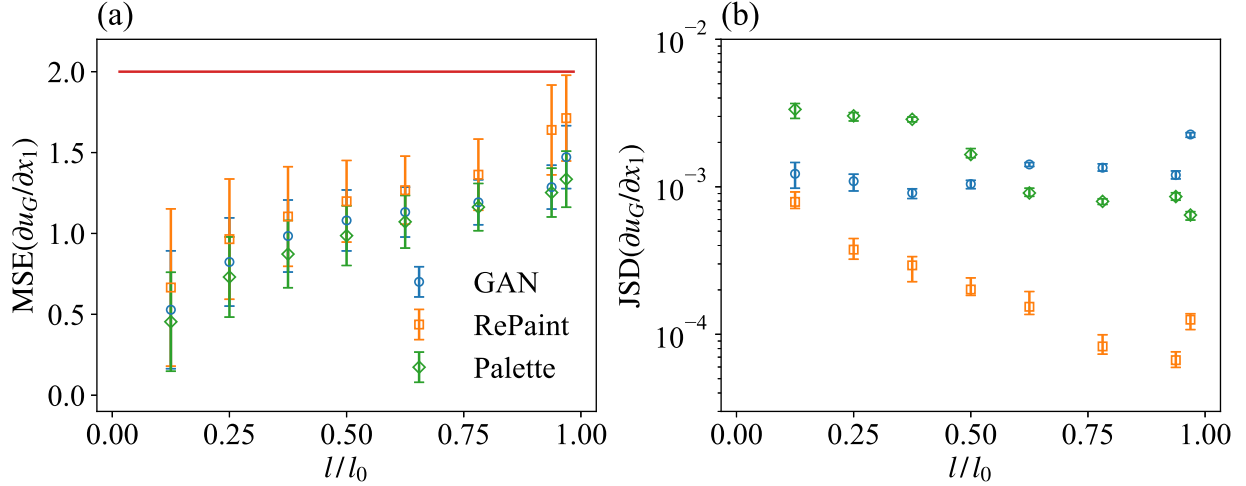 (a)
MSE(∂u_G/∂x_1)
2.0
1.5
1.0
0.5
0.0
GAN
RePaint
Palette
0.00 0.25 0.50 0.75 1.00
l/l_0
(b)
JSD(∂u_G/∂x_1)
10^{-2}
10^{-3}
10^{-4}
0.00 0.25 0.50 0.75 1.00
l/l_0